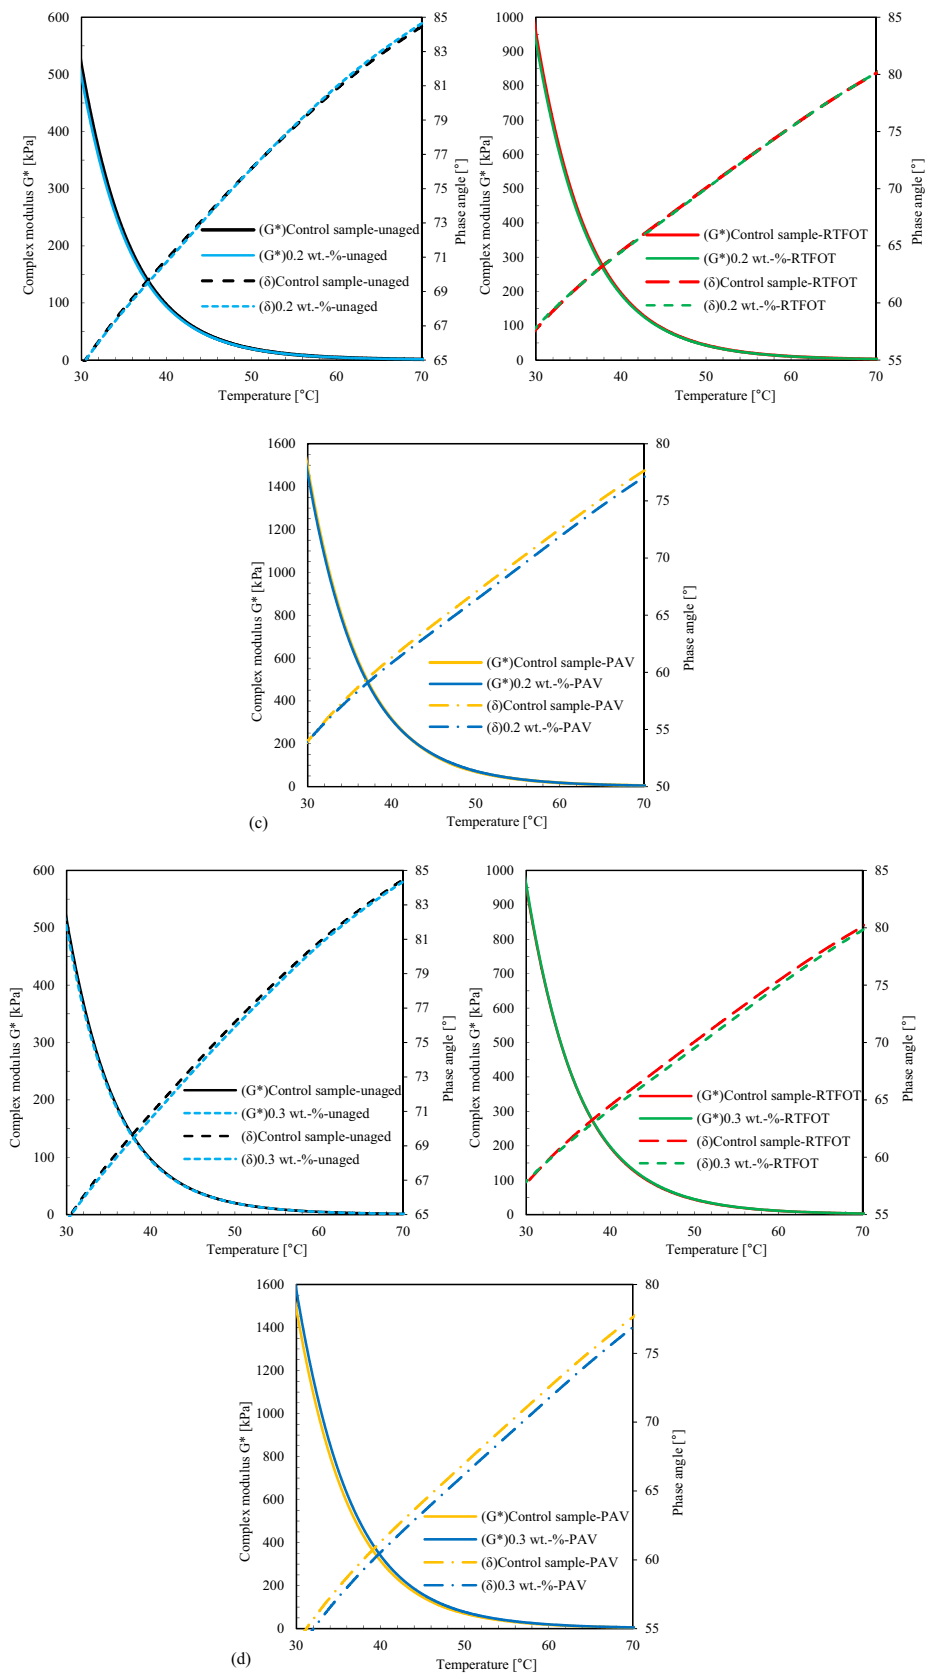 600
500
400
300
200
100
0
Complex modulus G* [kPa]
85
83
81
79
77
75
73
71
69
67
65
Phase angle [°]
(G*)Control sample-unaged
(G*)0.2 wt.-%-unaged
(δ)Control sample-unaged
(δ)0.2 wt.-%-unaged
30 40 50 60 70
Temperature [°C]
1000
900
800
700
600
500
400
300
200
100
0
Complex modulus G* [kPa]
85
80
75
70
65
60
55
Phase angle [°]
(G*)Control sample-RTFOT
(G*)0.2 wt.-%-RTFOT
(δ)Control sample-RTFOT
(δ)0.2 wt.-%-RTFOT
30 40 50 60 70
Temperature [°C]
1600
1400
1200
1000
800
600
400
200
0
Complex modulus G* [kPa]
80
75
70
65
60
55
50
Phase angle [°]
(G*)Control sample-PAV
(G*)0.2 wt.-%-PAV
(δ)Control sample-PAV
(δ)0.2 wt.-%-PAV
30 40 50 60 70
Temperature [°C]
(c)
600
500
400
300
200
100
0
Complex modulus G* [kPa]
85
83
81
79
77
75
73
71
69
67
65
Phase angle [°]
(G*)Control sample-unaged
(G*)0.3 wt.-%-unaged
(δ)Control sample-unaged
(δ)0.3 wt.-%-unaged
30 40 50 60 70
Temperature [°C]
1000
900
800
700
600
500
400
300
200
100
0
Complex modulus G* [kPa]
85
80
75
70
65
60
55
Phase angle [°]
(G*)Control sample-RTFOT
(G*)0.3 wt.-%-RTFOT
(δ)Control sample-RTFOT
(δ)0.3 wt.-%-RTFOT
30 40 50 60 70
Temperature [°C]
1600
1400
1200
1000
800
600
400
200
0
Complex modulus G* [kPa]
80
75
70
65
60
55
Phase angle [°]
(G*)Control sample-PAV
(G*)0.3 wt.-%-PAV
(δ)Control sample-PAV
(δ)0.3 wt.-%-PAV
30 40 50 60 70
Temperature [°C]
(d)